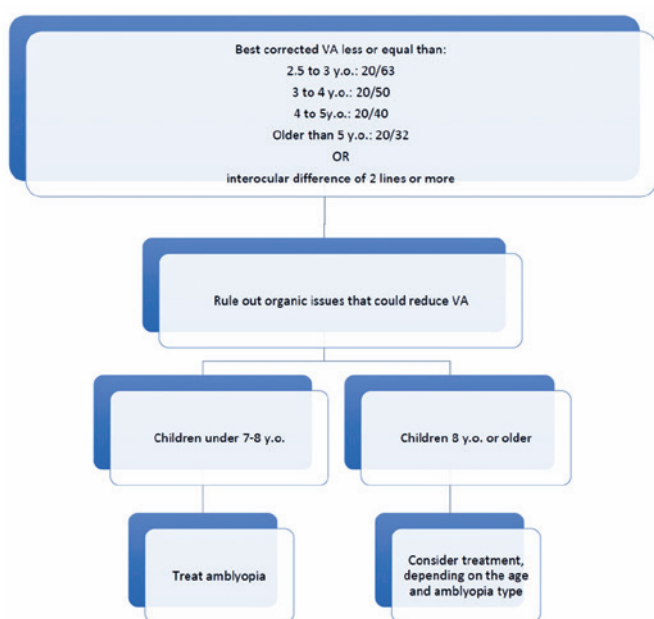 Best corrected VA less or equal than:
2.5 to 3 y.o.: 20/63
3 to 4 y.o.: 20/50
4 to 5y.o.: 20/40
Older than 5 y.o.: 20/32
OR
interocular difference of 2 lines or more
Rule out organic issues that could reduce VA
Children under 7-8 y.o.
Children 8 y.o. or older
Treat amblyopia
Consider treatment,
depending on the age
and amblyopia type